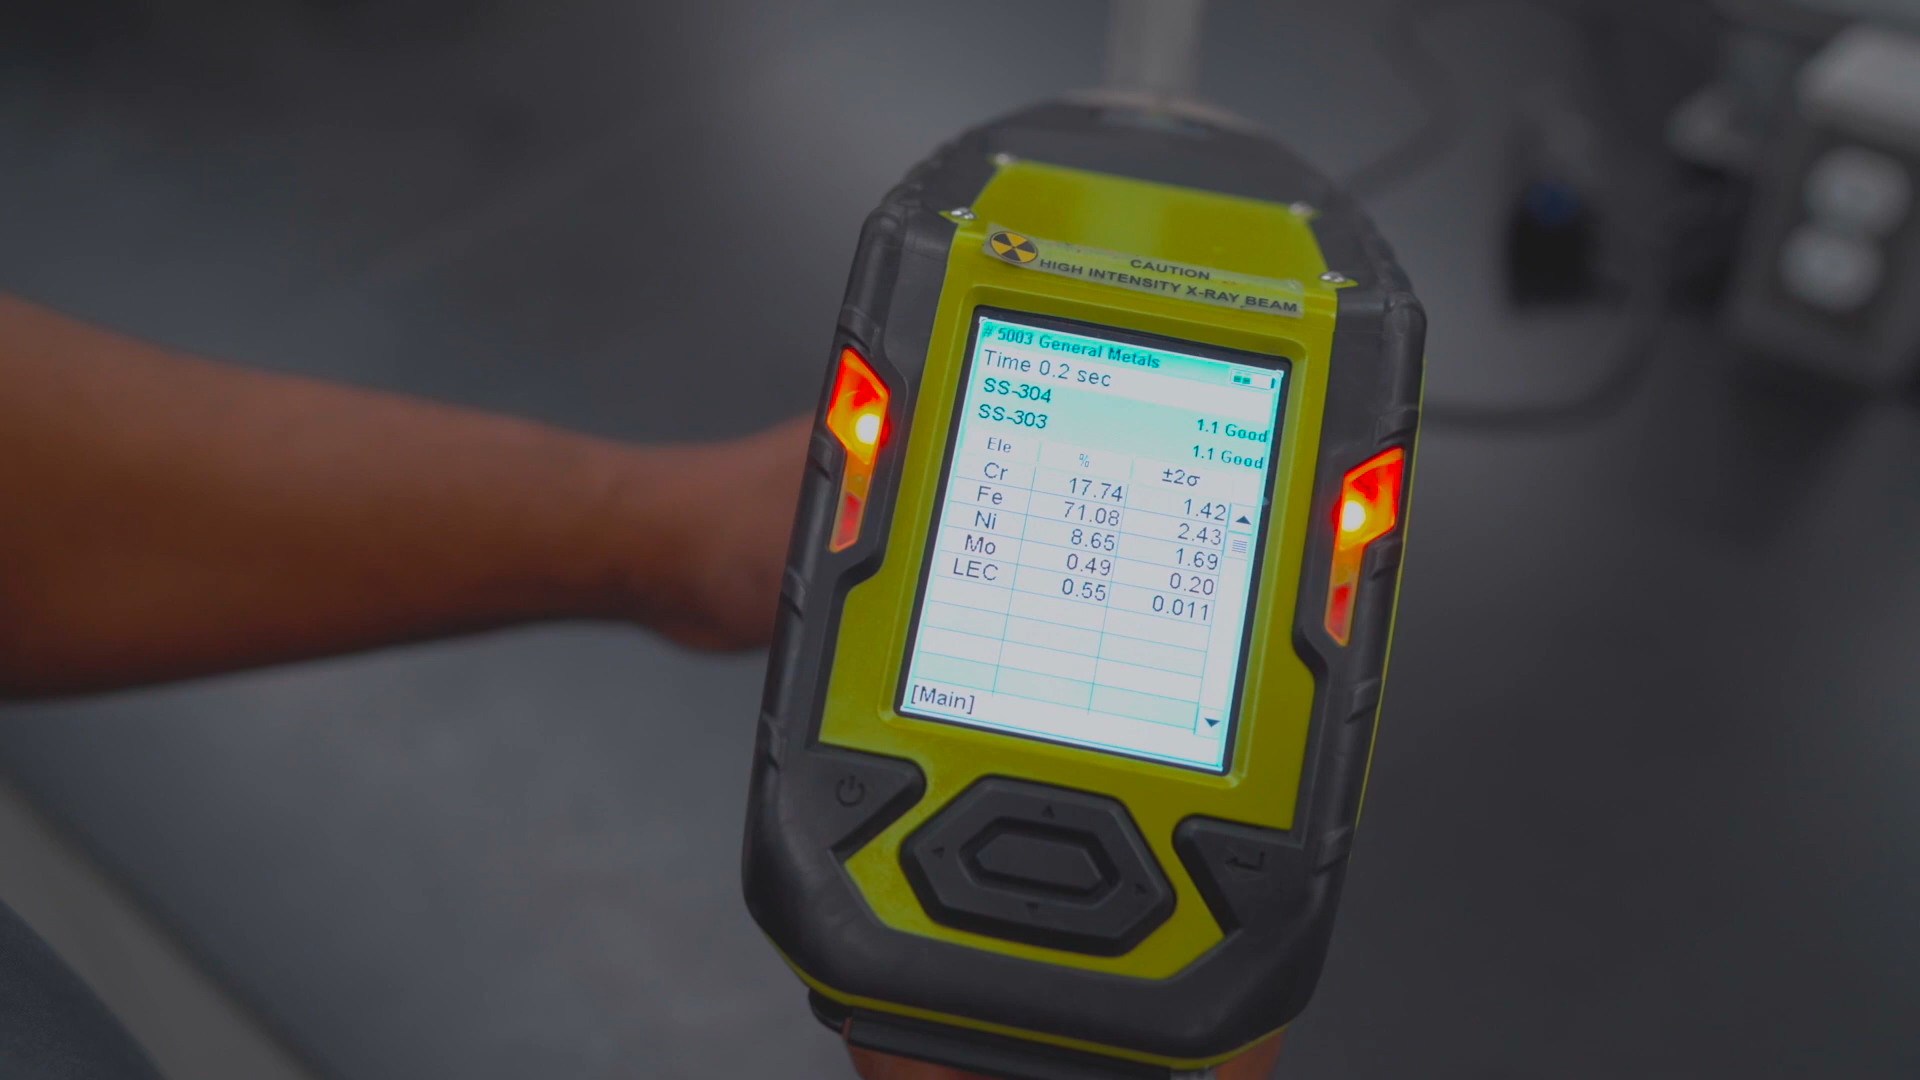 CAUTION
HIGH INTENSITY X-RAY BEAM
# 5003 General Metals
Time 0.2 sec
SS-304 1.1 Good
SS-303 1.1 Good
Ele % ±2σ
Cr 17.74 1.42
Fe 71.08 2.43
Ni 8.65 1.69
Mo 0.49 0.20
LEC 0.55 0.011
[Main]